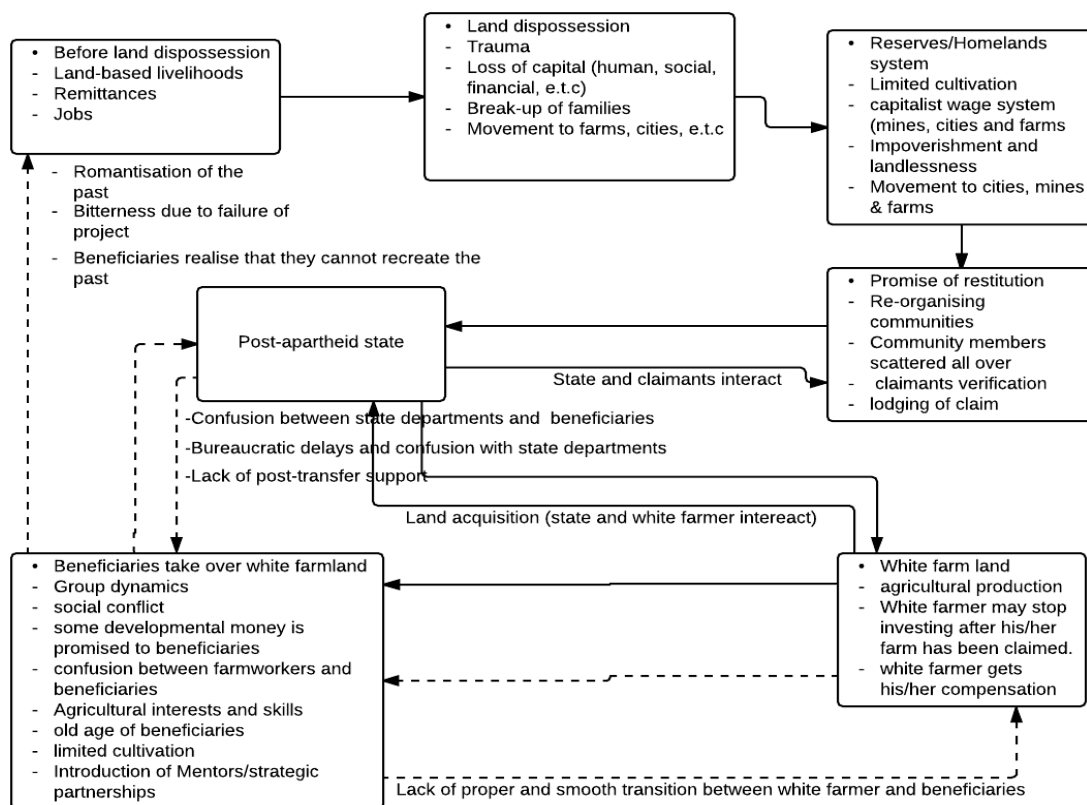 • Before land dispossession
- Land-based livelihoods
- Remittances
- Jobs
• Land dispossession
- Trauma
- Loss of capital (human, social,
financial, e.t.c)
- Break-up of families
- Movement to farms, cities, e.t.c
• Reserves/Homelands
system
- Limited cultivation
- capitalist wage system
(mines, cities and farms
- Impoverishment and
landlessness
- Movement to cities, mines
& farms
- Romantisation of the
past
- Bitterness due to failure of
project
- Beneficiaries realise that they cannot recreate the
past
• Promise of restitution
- Re-organising
communities
- Community members
scattered all over
- claimants verification
- lodging of claim
Post-apartheid state
State and claimants interact
-Confusion between state departments and beneficiaries
-Bureaucratic delays and confusion with state departments
-Lack of post-transfer support
Land acquisition (state and white farmer intereact)
• Beneficiaries take over white farmland
- Group dynamics
- social conflict
- some developmental money is
promised to beneficiaries
- confusion between farmworkers and
beneficiaries
- Agricultural interests and skills
- old age of beneficiaries
- limited cultivation
- Introduction of Mentors/strategic
partnerships
• White farm land
- agricultural production
- White farmer may stop
investing after his/her
farm has been claimed.
- white farmer gets
his/her compensation
Lack of proper and smooth transition between white farmer and beneficiaries